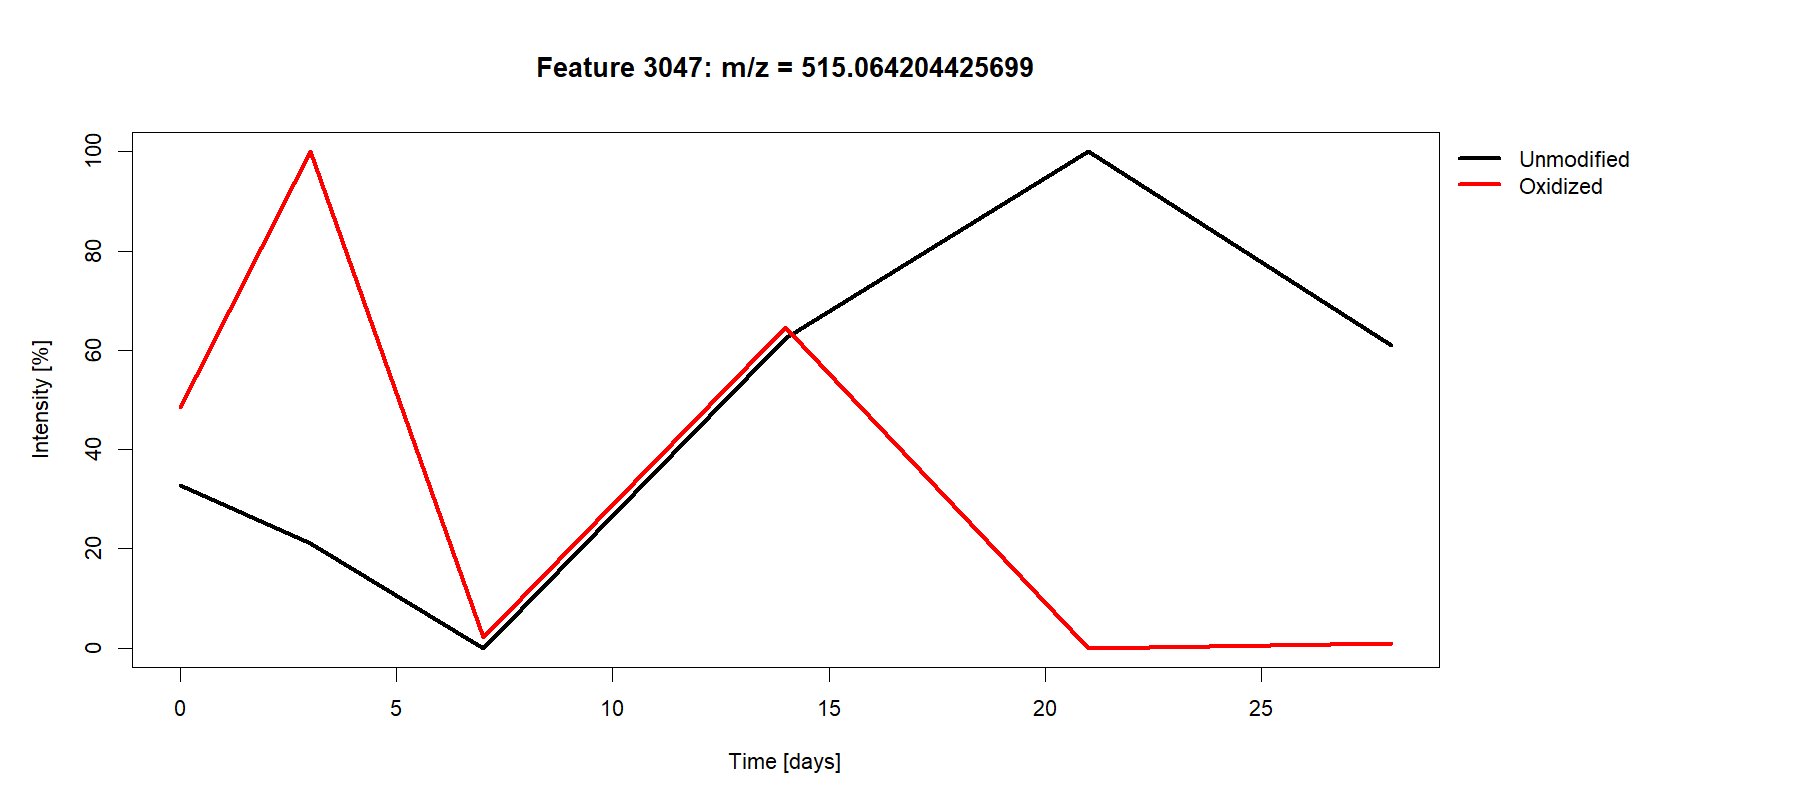 Feature 3047: m/z = 515.064204425699
Unmodified
Oxidized
Intensity [%]
100
80
60
40
20
0
0 5 10 15 20 25
Time [days]